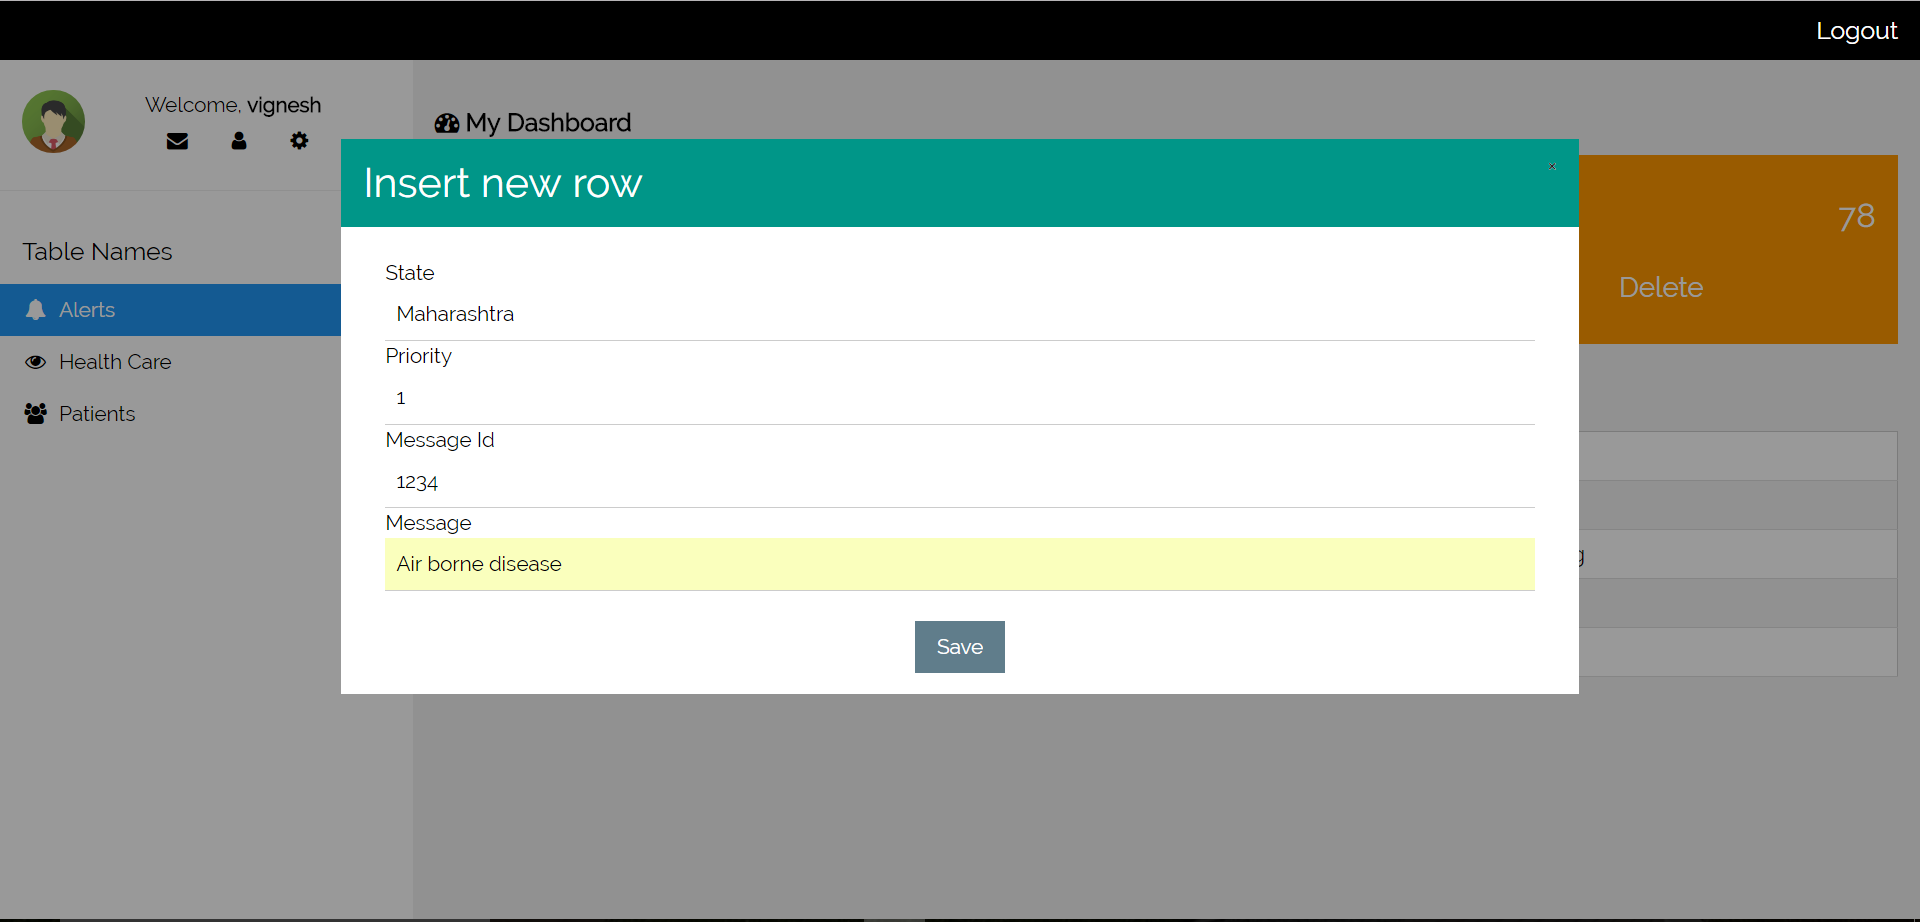 Logout
Welcome, vignesh
My Dashboard
Insert new row
×
78
Delete
Table Names
Alerts
Health Care
Patients
State
Maharashtra
Priority
1
Message Id
1234
Message
Air borne disease
Save